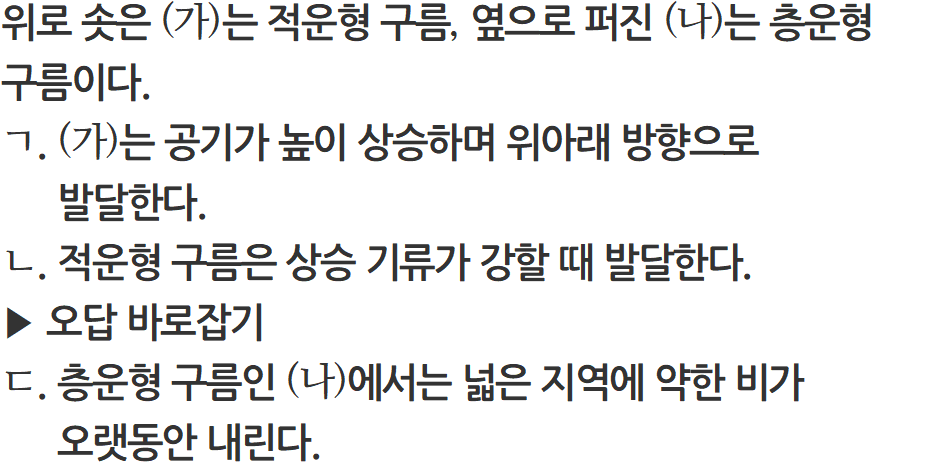 위로 솟은 (가)는 적운형 구름, 옆으로 퍼진 (나)는 층운형
구름이다.
ㄱ. (가)는 공기가 높이 상승하며 위아래 방향으로
발달한다.
ㄴ. 적운형 구름은 상승 기류가 강할 때 발달한다.
▶ 오답 바로잡기
ㄷ. 층운형 구름인 (나)에서는 넓은 지역에 약한 비가
오랫동안 내린다.